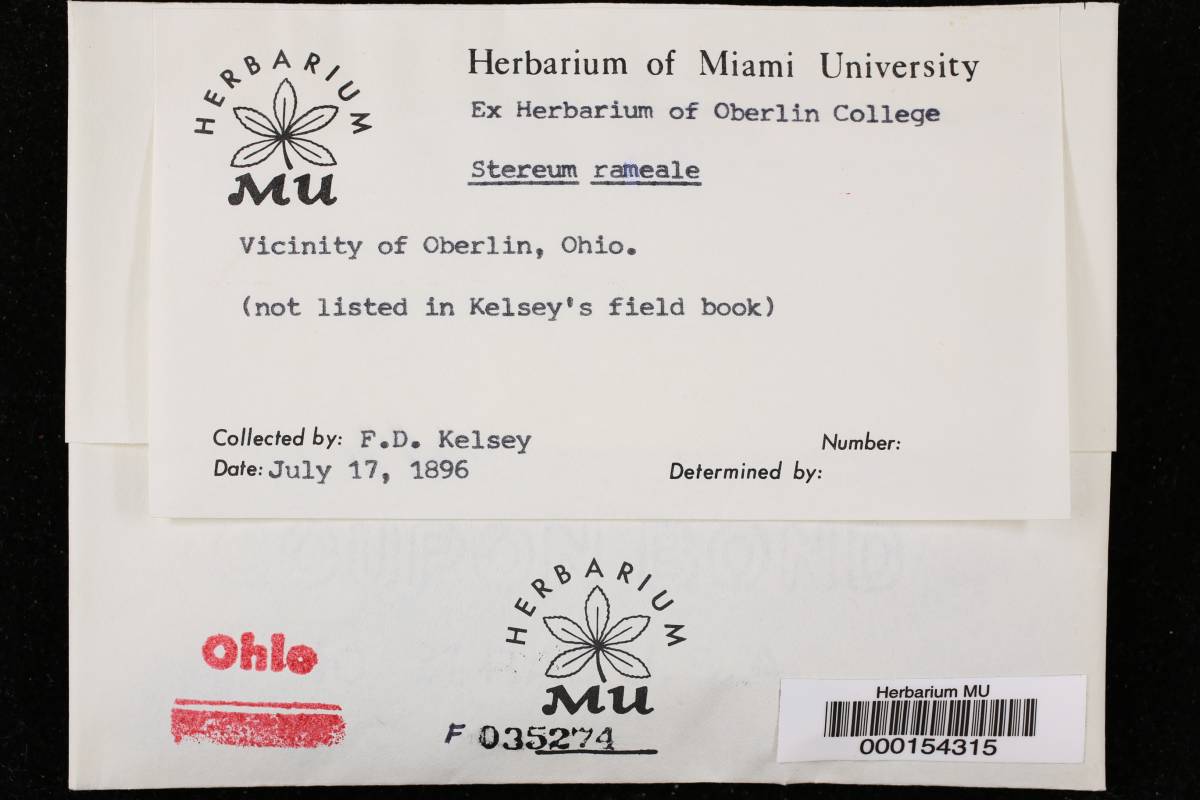 HERBARIUM
MU
Herbarium of Miami University
Ex Herbarium of Oberlin College
Stereum rameale
Vicinity of Oberlin, Ohio.
(not listed in Kelsey's field book)
Collected by: F.D. Kelsey
Number:
Date: July 17, 1896
Determined by:
HERBARIUM
MU
Ohio
F 035274
Herbarium MU
000154315